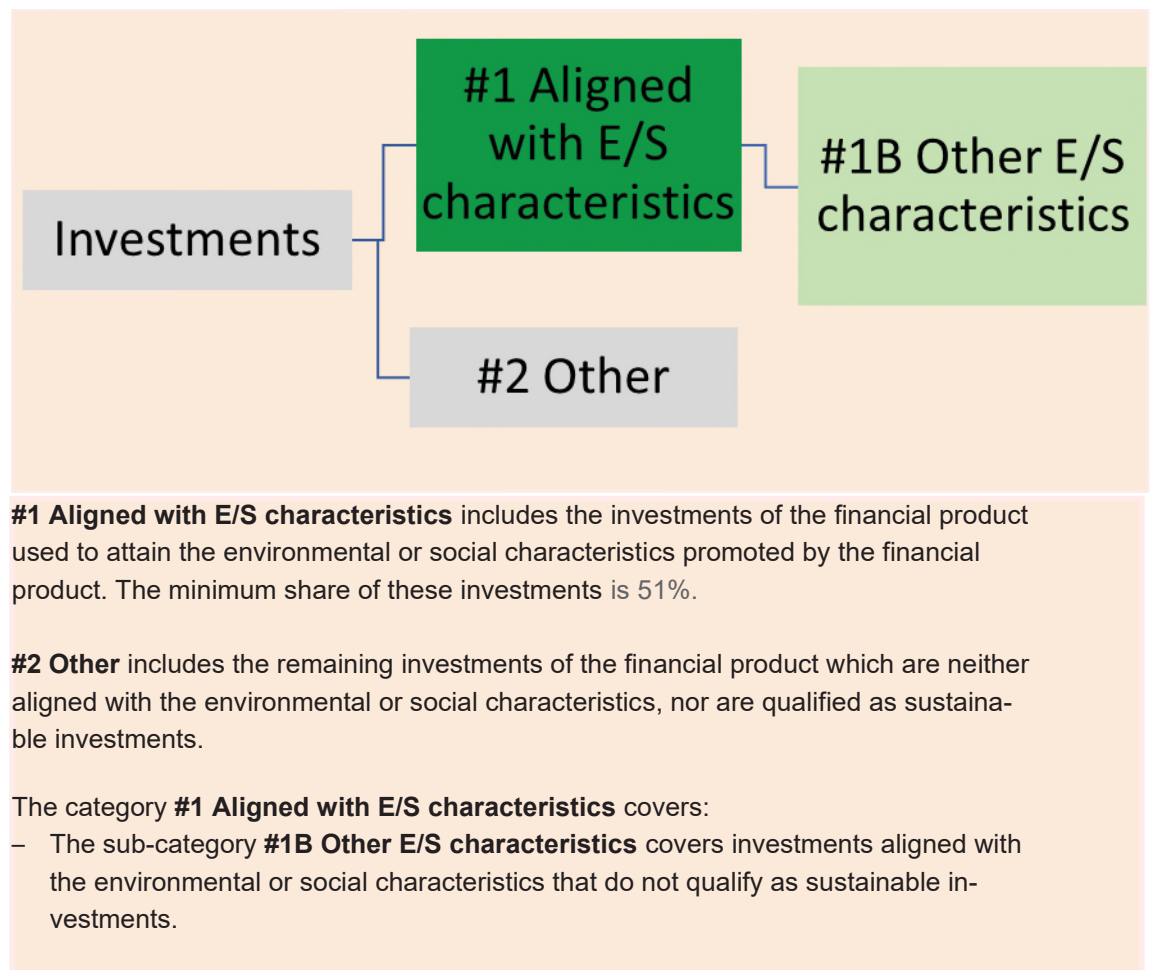 #1 Aligned
with E/S
characteristics
#1B Other E/S
characteristics
Investments
#2 Other
#1 Aligned with E/S characteristics includes the investments of the financial product
used to attain the environmental or social characteristics promoted by the financial
product. The minimum share of these investments is 51%.
#2 Other includes the remaining investments of the financial product which are neither
aligned with the environmental or social characteristics, nor are qualified as sustaina-
ble investments.
The category #1 Aligned with E/S characteristics covers:
– The sub-category #1B Other E/S characteristics covers investments aligned with
the environmental or social characteristics that do not qualify as sustainable in-
vestments.